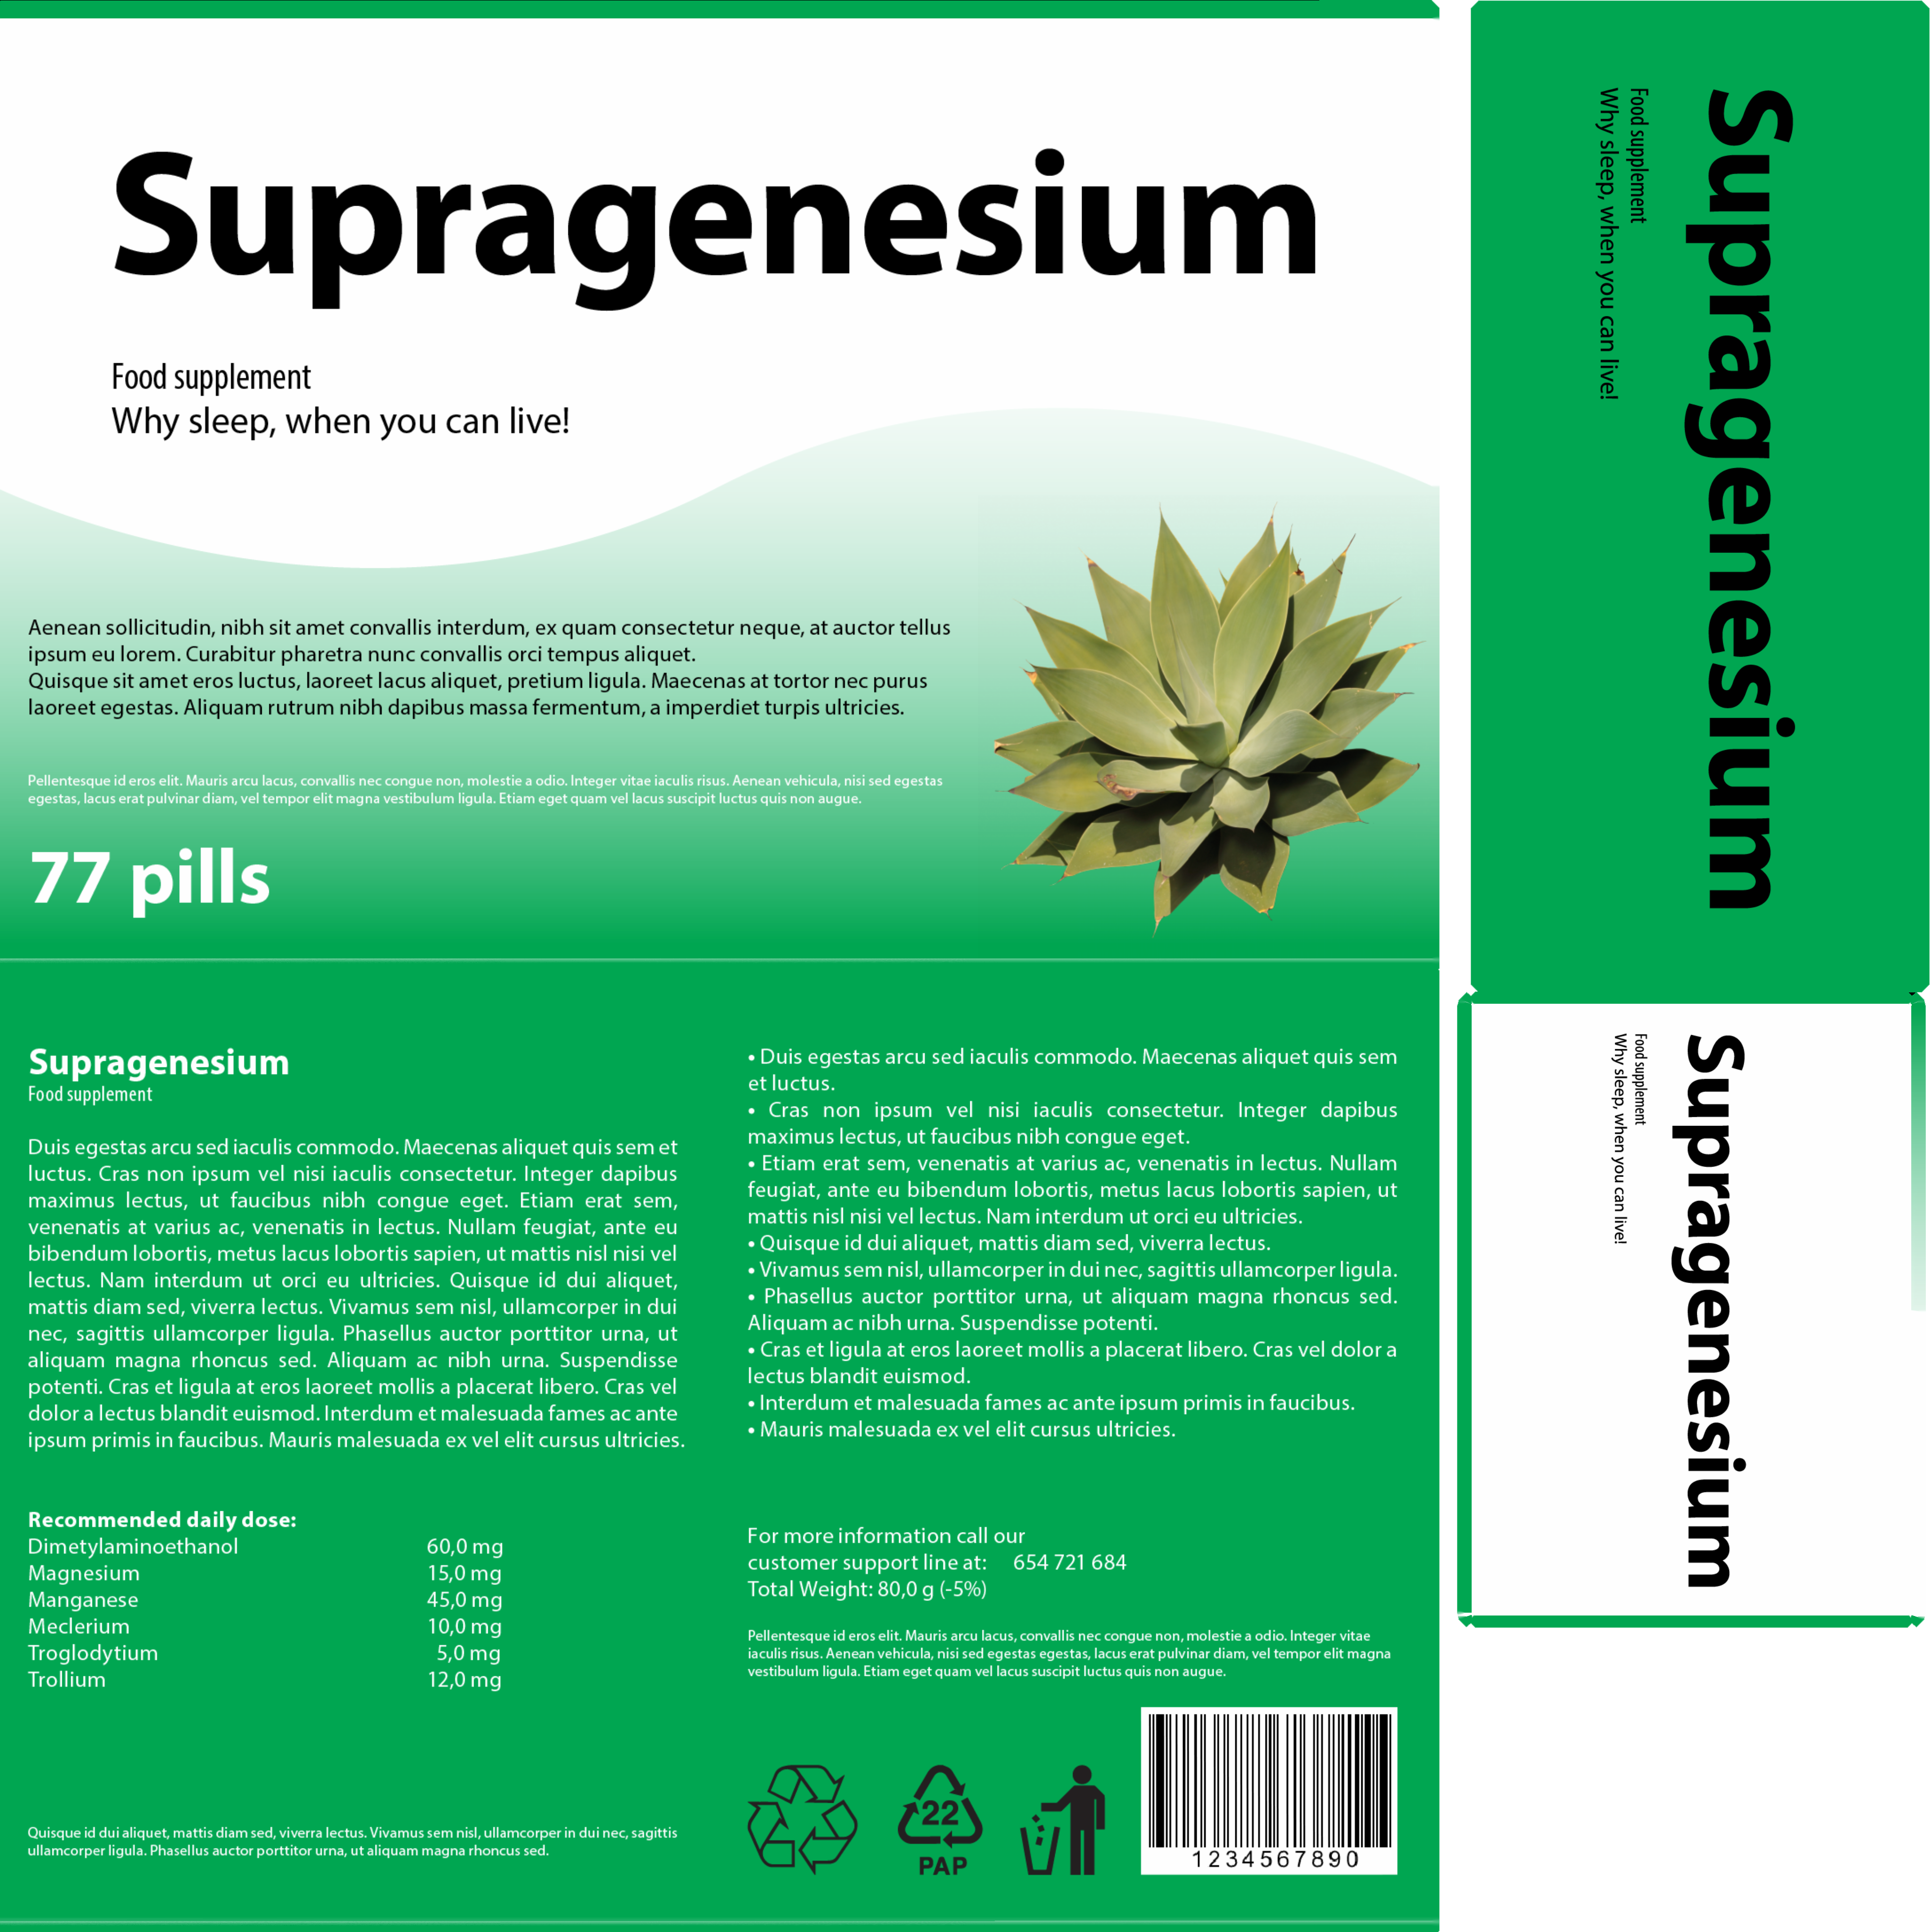 Supragenesium
Food supplement
Why sleep, when you can live!
Aenean sollicitudin, nibh sit amet convallis interdum, ex quam consectetur neque, at auctor tellus
ipsum eu lorem. Curabitur pharetra nunc convallis orci tempus aliquet.
Quisque sit amet eros luctus, laoreet lacus aliquet, pretium ligula. Maecenas at tortor nec purus
laoreet egestas. Aliquam rutrum nibh dapibus massa fermentum, a imperdiet turpis ultricies.
Pellentesque id eros elit. Mauris arcu lacus, convallis nec congue non, molestie a odio. Integer vitae iaculis risus. Aenean vehicula, nisi sed egestas
egestas, lacus erat pulvinar diam, vel tempor elit magna vestibulum ligula. Etiam eget quam vel lacus suscipit luctus quis non augue.
77 pills
Supragenesium
Food supplement
Duis egestas arcu sed iaculis commodo. Maecenas aliquet quis sem et
luctus. Cras non ipsum vel nisi iaculis consectetur. Integer dapibus
maximus lectus, ut faucibus nibh congue eget. Etiam erat sem,
venenatis at varius ac, venenatis in lectus. Nullam feugiat, ante eu
bibendum lobortis, metus lacus lobortis sapien, ut mattis nisl nisi vel
lectus. Nam interdum ut orci eu ultricies. Quisque id dui aliquet,
mattis diam sed, viverra lectus. Vivamus sem nisl, ullamcorper in dui
nec, sagittis ullamcorper ligula. Phasellus auctor porttitor urna, ut
aliquam magna rhoncus sed. Aliquam ac nibh urna. Suspendisse
potenti. Cras et ligula at eros laoreet mollis a placerat libero. Cras vel
dolor a lectus blandit euismod. Interdum et malesuada fames ac ante
ipsum primis in faucibus. Mauris malesuada ex vel elit cursus ultricies.
Recommended daily dose:
Dimetylaminoethanol 60,0 mg
Magnesium 15,0 mg
Manganese 45,0 mg
Meclerium 10,0 mg
Troglodytium 5,0 mg
Trollium 12,0 mg
Quisque id dui aliquet, mattis diam sed, viverra lectus. Vivamus sem nisl, ullamcorper in dui nec, sagittis
ullamcorper ligula. Phasellus auctor porttitor urna, ut aliquam magna rhoncus sed.
• Duis egestas arcu sed iaculis commodo. Maecenas aliquet quis sem
et luctus.
• Cras non ipsum vel nisi iaculis consectetur. Integer dapibus
maximus lectus, ut faucibus nibh congue eget.
• Etiam erat sem, venenatis at varius ac, venenatis in lectus. Nullam
feugiat, ante eu bibendum lobortis, metus lacus lobortis sapien, ut
mattis nisl nisi vel lectus. Nam interdum ut orci eu ultricies.
• Quisque id dui aliquet, mattis diam sed, viverra lectus.
• Vivamus sem nisl, ullamcorper in dui nec, sagittis ullamcorper ligula.
• Phasellus auctor porttitor urna, ut aliquam magna rhoncus sed.
Aliquam ac nibh urna. Suspendisse potenti.
• Cras et ligula at eros laoreet mollis a placerat libero. Cras vel dolor a
lectus blandit euismod.
• Interdum et malesuada fames ac ante ipsum primis in faucibus.
• Mauris malesuada ex vel elit cursus ultricies.
For more information call our
customer support line at: 654 721 684
Total Weight: 80,0 g (-5%)
Pellentesque id eros elit. Mauris arcu lacus, convallis nec congue non, molestie a odio. Integer vitae
iaculis risus. Aenean vehicula, nisi sed egestas egestas, lacus erat pulvinar diam, vel tempor elit magna
vestibulum ligula. Etiam eget quam vel lacus suscipit luctus quis non augue.
22
PAP
1234567890
Supragenesium
Food supplement
Why sleep, when you can live!
Supragenesium
Food supplement
Why sleep, when you can live!